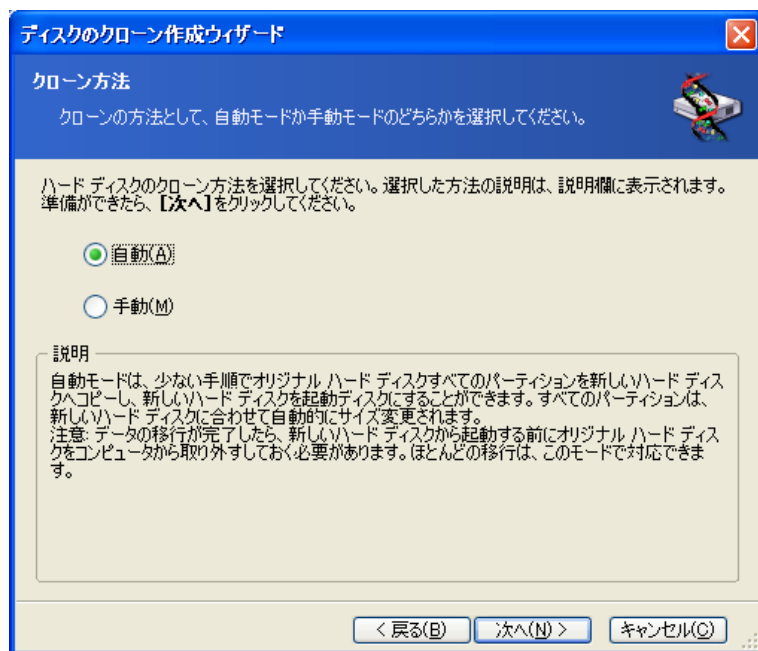 ディスクのクローン作成ウィザード
クローン方法
クローンの方法として、自動モードか手動モードのどちらかを選択してください。
ハード ディスクのクローン方法を選択してください。選択した方法の説明は、説明欄に表示されます。
準備ができたら、[次へ]をクリックしてください。
自動(A)
手動(M)
説明
自動モードは、少ない手順でオリジナル ハード ディスクすべてのパーティションを新しいハード ディス
クへコピーし、新しいハード ディスクを起動ディスクにすることができます。すべてのパーティションは、
新しいハード ディスクに合わせて自動的にサイズ変更されます。
注意: データの移行が完了したら、新しいハード ディスクから起動する前にオリジナル ハード ディス
クをコンピュータから取り外すしておく必要があります。ほとんどの移行は、このモードで対応できま
す。
< 戻る(B)
次へ(N) >
キャンセル(C)